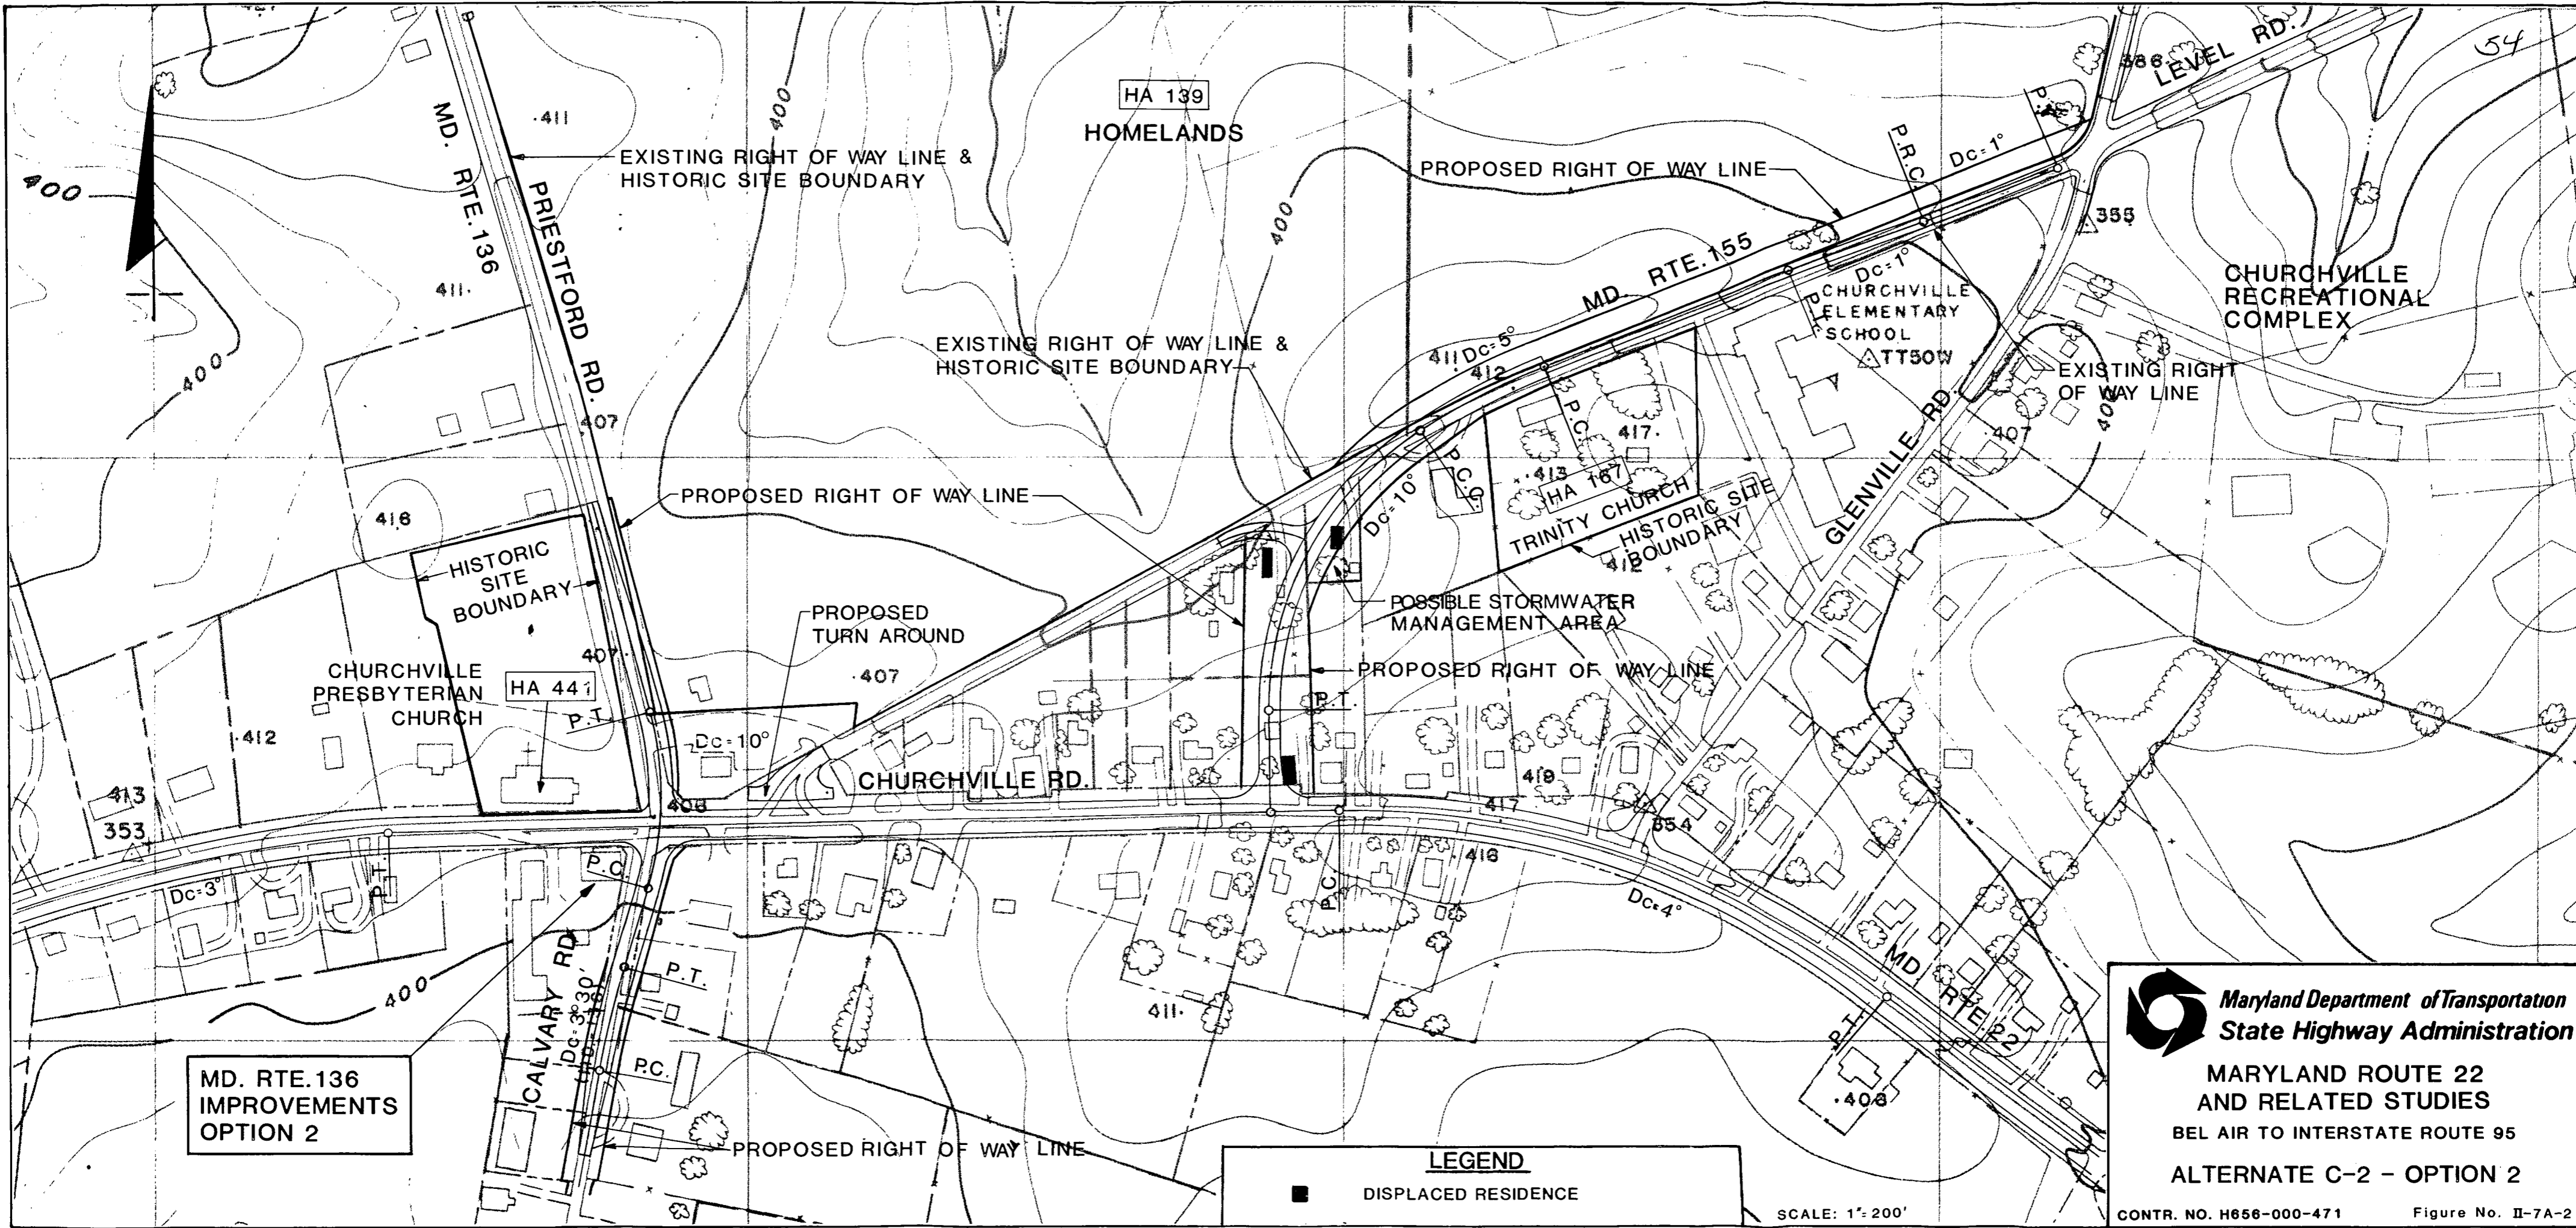 54
386
LEVEL RD.
HA 139
HOMELANDS
400
.411
MD. RTE. 136
PRIESTFORD RD.
EXISTING RIGHT OF WAY LINE &
HISTORIC SITE BOUNDARY
400
PROPOSED RIGHT OF WAY LINE
P.R.C.
Dc=1°
P.T.
355
411.
400
MD. RTE. 155
Dc=1°
CHURCHVILLE
ELEMENTARY
SCHOOL
P.T.
TT50W
CHURCHVILLE
RECREATIONAL
COMPLEX
EXISTING RIGHT OF WAY LINE &
HISTORIC SITE BOUNDARY
411
Dc=5°
412
EXISTING RIGHT
OF WAY LINE
400
400
407
P.C.
417.
.407
GLENVILLE RD.
P.C.C.
.413
HA 167
TRINITY CHURCH
HISTORIC SITE
BOUNDARY
412
Dc=10°
PROPOSED RIGHT OF WAY LINE
416
HISTORIC
SITE
BOUNDARY
PROPOSED
TURN AROUND
POSSIBLE STORMWATER
MANAGEMENT AREA
407.
.407
CHURCHVILLE
PRESBYTERIAN
CHURCH
HA 441
P.T.
PROPOSED RIGHT OF WAY LINE
P.T.
.412
Dc=10°
CHURCHVILLE RD.
413
353
406
419
417
354
Dc=3°
P.T.
P.C.
.416
P.C.
Dc=4°
400
CALVARY RD.
Dc=3°30'
P.T.
411.
MD. RTE. 22
P.T.
P.C.
.408
MD. RTE. 136
IMPROVEMENTS
OPTION 2
PROPOSED RIGHT OF WAY LINE
LEGEND
DISPLACED RESIDENCE
SCALE: 1"=200'
Maryland Department of Transportation
State Highway Administration
MARYLAND ROUTE 22
AND RELATED STUDIES
BEL AIR TO INTERSTATE ROUTE 95
ALTERNATE C-2 - OPTION 2
CONTR. NO. H656-000-471
Figure No. II-7A-2